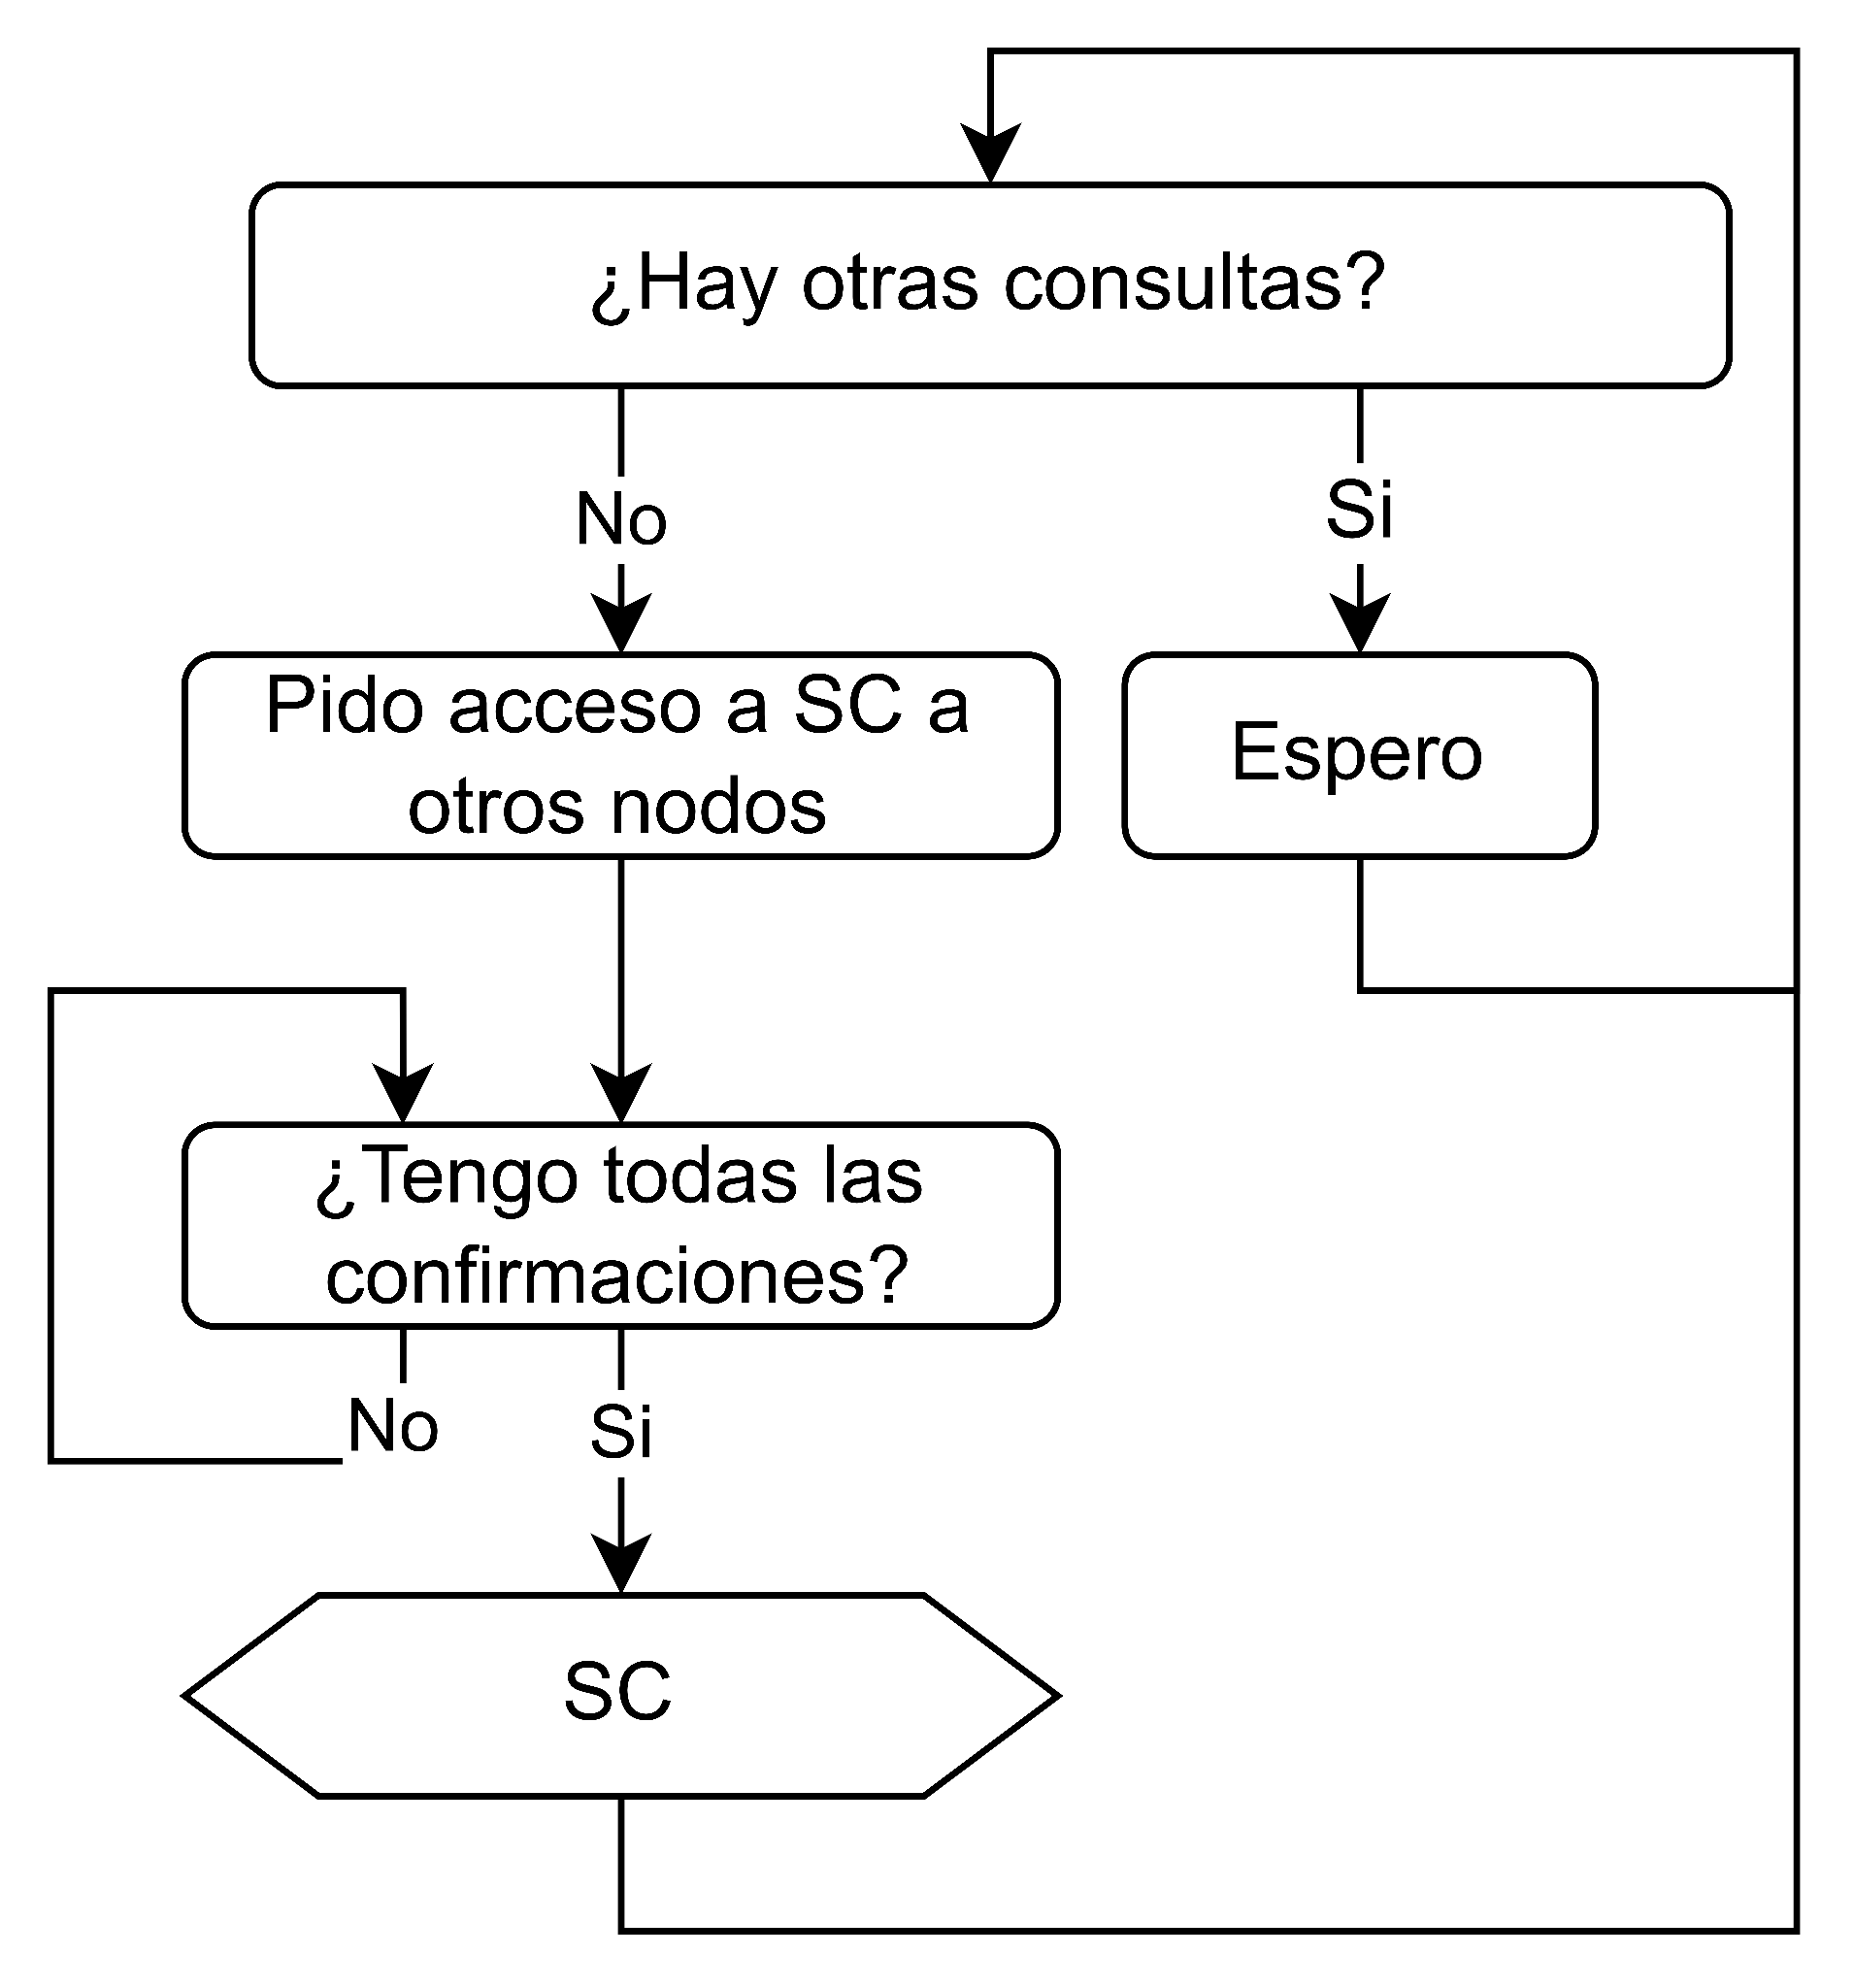 ¿Hay otras consultas?
No
Si
Pido acceso a SC a
otros nodos
Espero
¿Tengo todas las
confirmaciones?
No
Si
SC